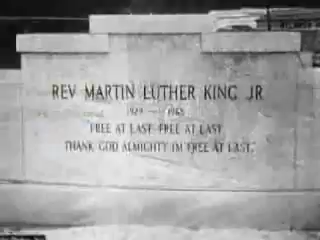 REV MARTIN LUTHER KING JR
1929 — 1968
FREE AT LAST, FREE AT LAST
THANK GOD ALMIGHTY I'M FREE AT LAST.